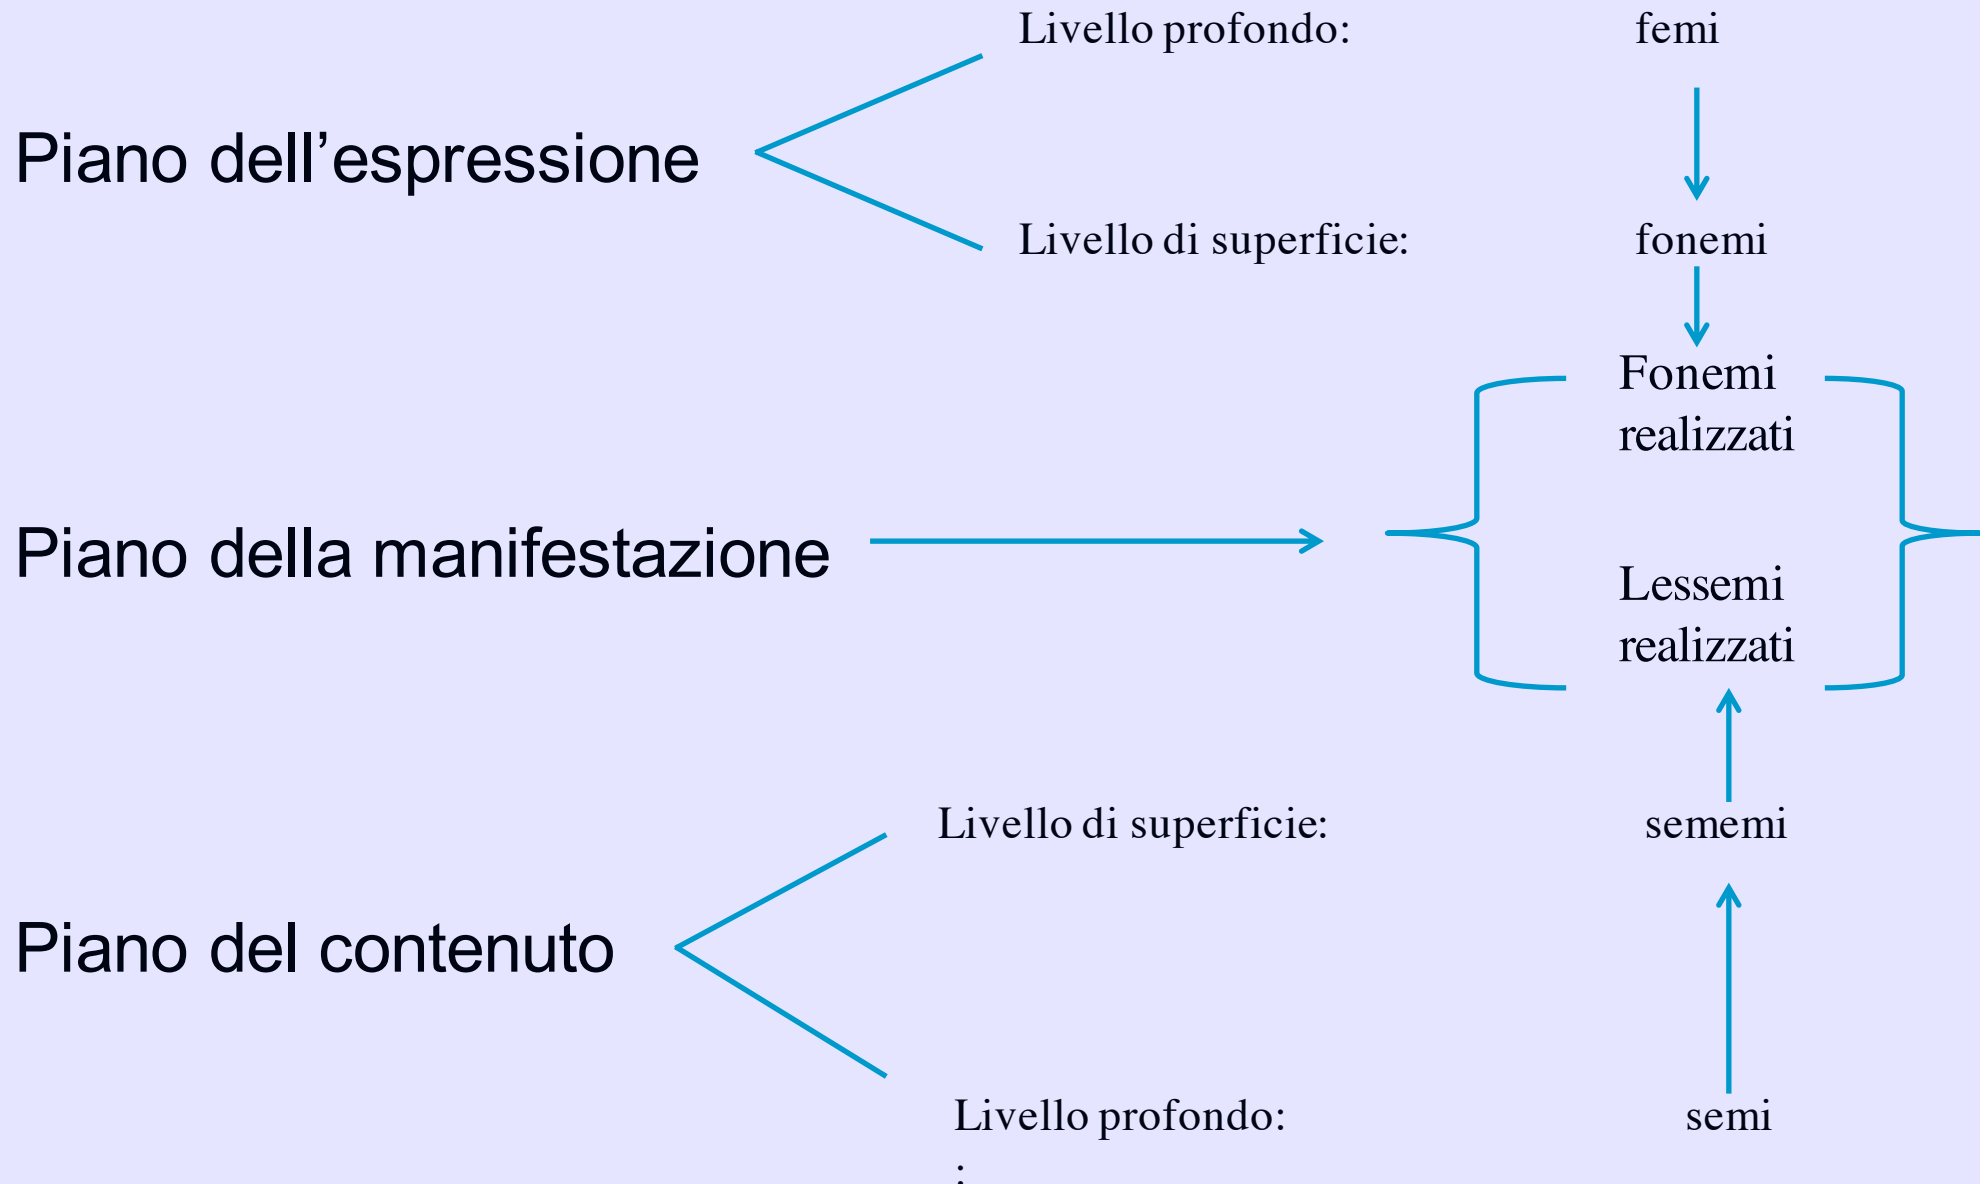 Livello profondo: femi
Piano dell’espressione
Livello di superficie: fonemi
Fonemi
realizzati
Piano della manifestazione
Lessemi
realizzati
Livello di superficie: sememi
Piano del contenuto
Livello profondo: semi
: